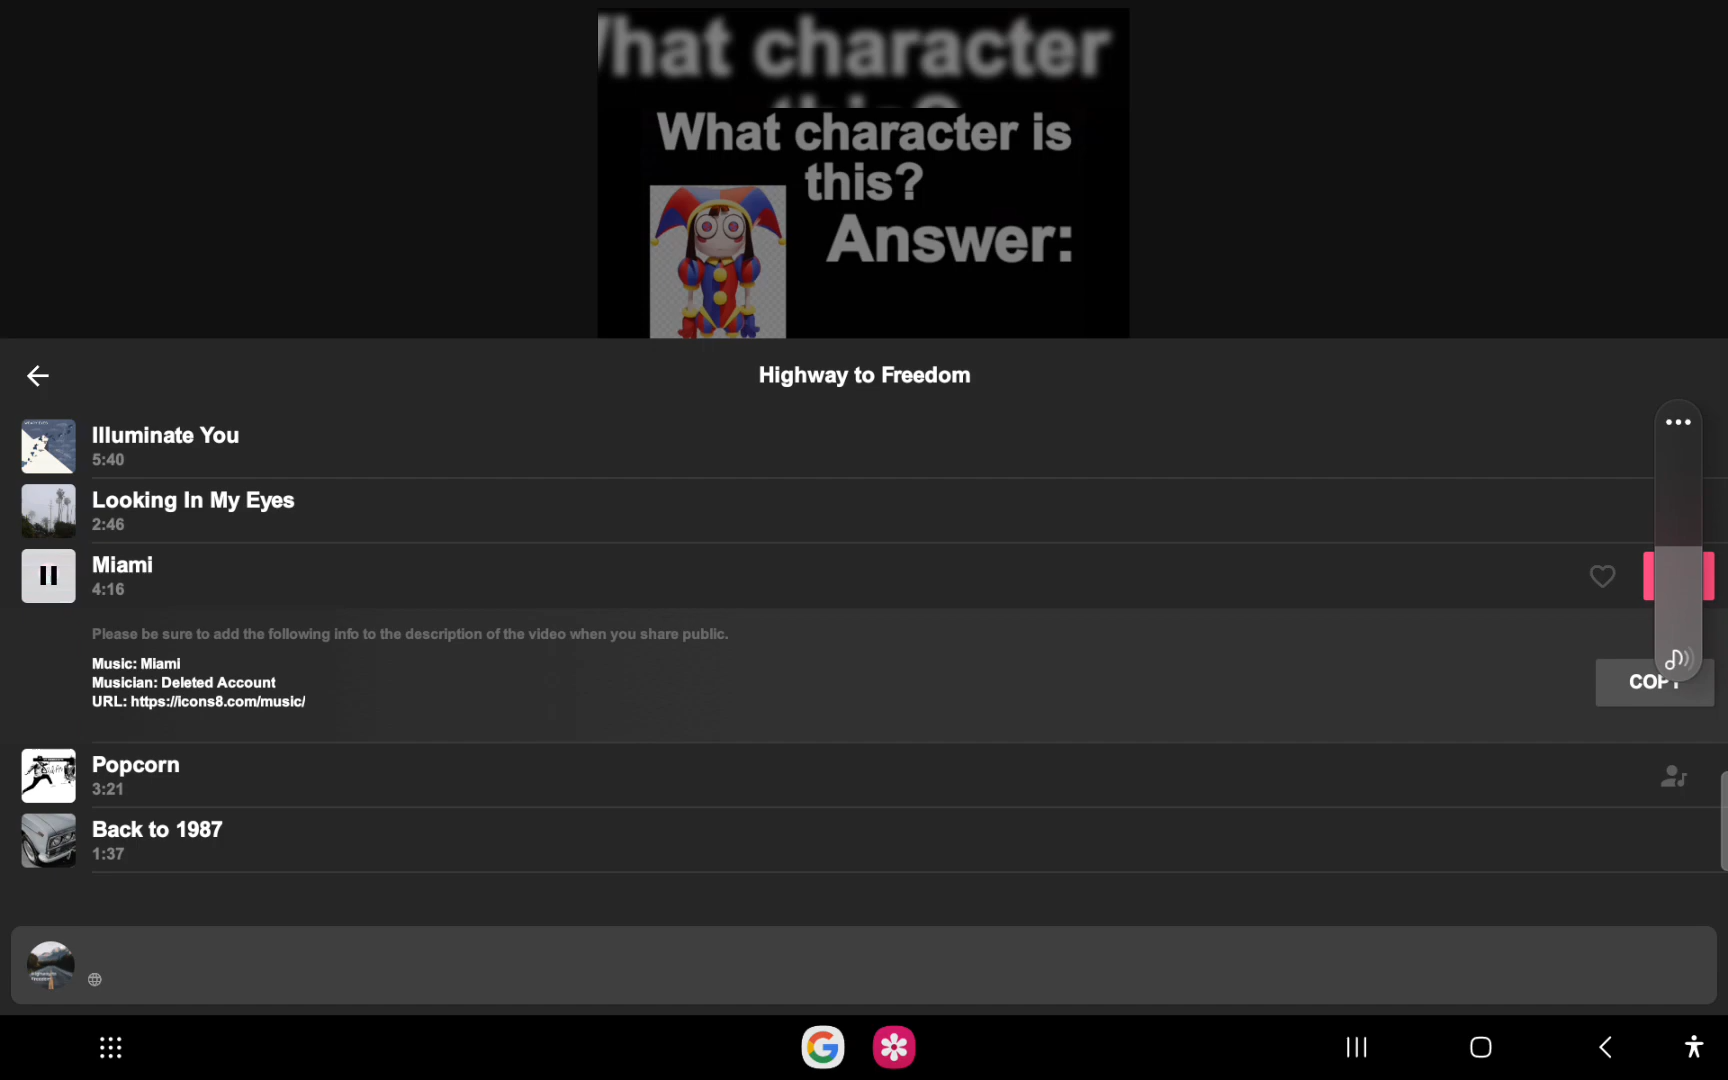 What character
What character is
this?
Answer:
Highway to Freedom
Illuminate You
5:40
Looking In My Eyes
2:46
Miami
4:16
Please be sure to add the following info to the description of the video when you share public.
Music: Miami
Musician: Deleted Account
URL: https://icons8.com/music/
COPY
Popcorn
3:21
Back to 1987
1:37